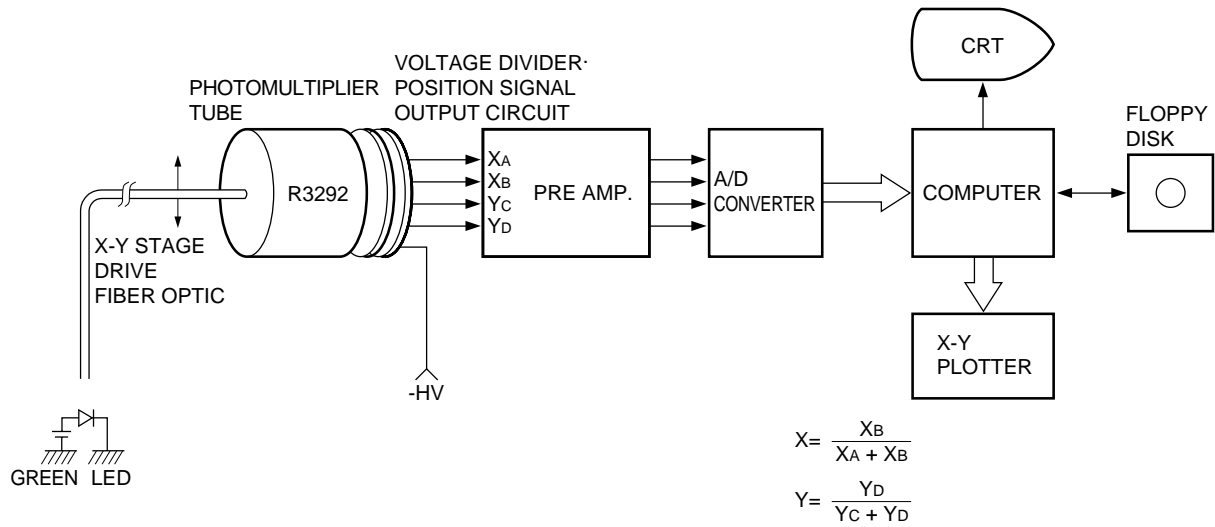 CRT
VOLTAGE DIVIDER·
POSITION SIGNAL
OUTPUT CIRCUIT
PHOTOMULTIPLIER
TUBE
FLOPPY
DISK
R3292
XA
XB
YC
YD
PRE AMP.
A/D
CONVERTER
COMPUTER
X-Y STAGE
DRIVE
FIBER OPTIC
-HV
X-Y
PLOTTER
GREEN LED
X= XB / XA + XB
Y= YD / YC + YD